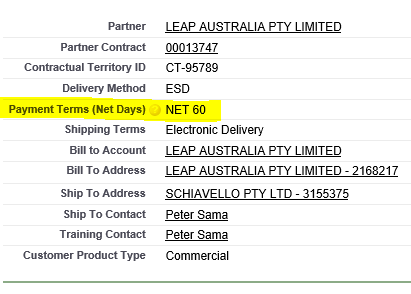 Partner LEAP AUSTRALIA PTY LIMITED
Partner Contract 00013747
Contractual Territory ID CT-95789
Delivery Method ESD
Payment Terms (Net Days) NET 60
Shipping Terms Electronic Delivery
Bill to Account LEAP AUSTRALIA PTY LIMITED
Bill To Address LEAP AUSTRALIA PTY LIMITED - 2168217
Ship To Address SCHIAVELLO PTY LTD - 3155375
Ship To Contact Peter Sama
Training Contact Peter Sama
Customer Product Type Commercial